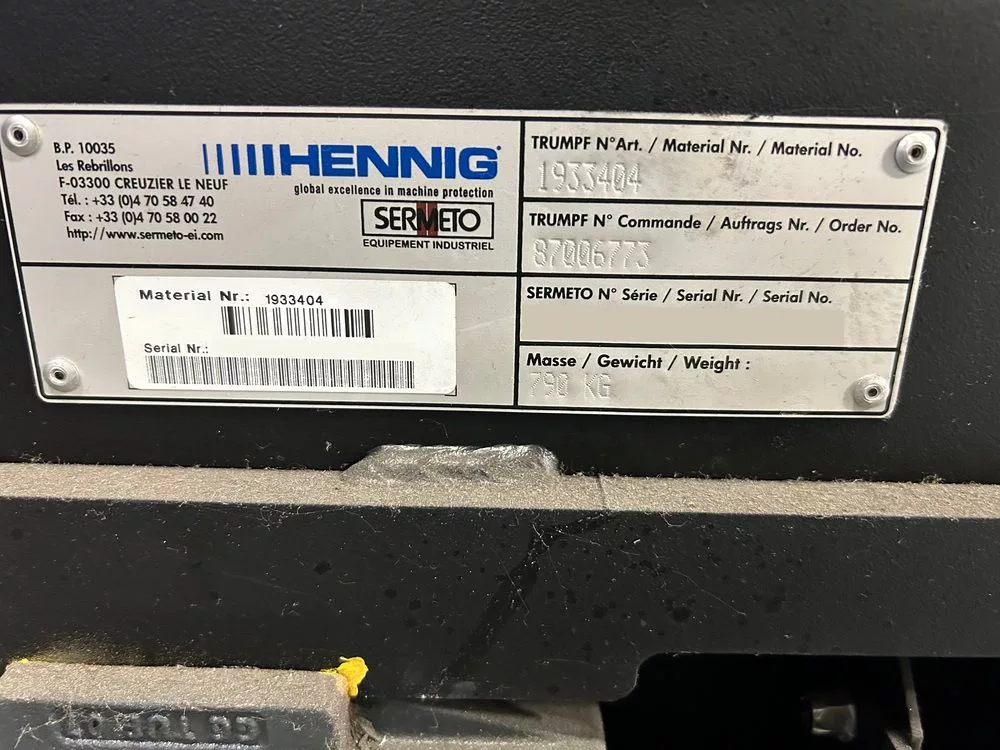 B.P. 10035
Les Rebrillons
F-03300 CREUZIER LE NEUF
Tél. : +33 (0)4 70 58 47 40
Fax : +33 (0)4 70 58 00 22
http://www.sermeto-ei.com
HENNIG
global excellence in machine protection
SERMETO
EQUIPEMENT INDUSTRIEL
Material Nr.: 1933404
Serial Nr.:
TRUMPF N°Art. / Material Nr. / Material No.
1933404
TRUMPF N° Commande / Auftrags Nr. / Order No.
87006773
SERMETO N° Série / Serial Nr. / Serial No.
Masse / Gewicht / Weight :
790 KG